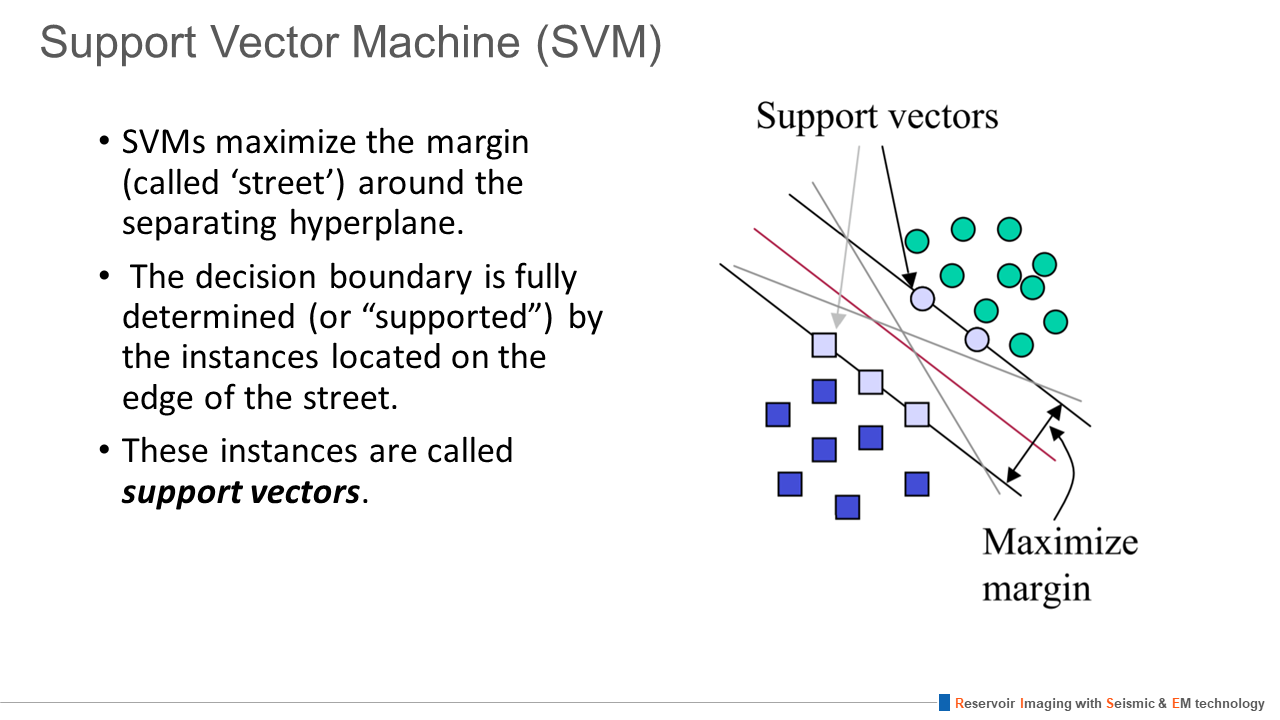 Support Vector Machine (SVM)
• SVMs maximize the margin
(called ‘street’) around the
separating hyperplane.
• The decision boundary is fully
determined (or “supported”) by
the instances located on the
edge of the street.
• These instances are called
support vectors.
Support vectors
Maximize
margin
Reservoir Imaging with Seismic & EM technology